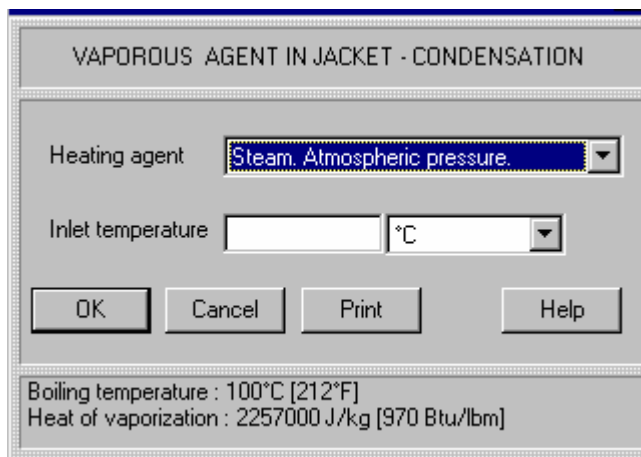 VAPOROUS AGENT IN JACKET - CONDENSATION
Heating agent Steam. Atmospheric pressure.
Inlet temperature °C
OK Cancel Print Help
Boiling temperature : 100°C [212°F]
Heat of vaporization : 2257000 J/kg [970 Btu/lbm]